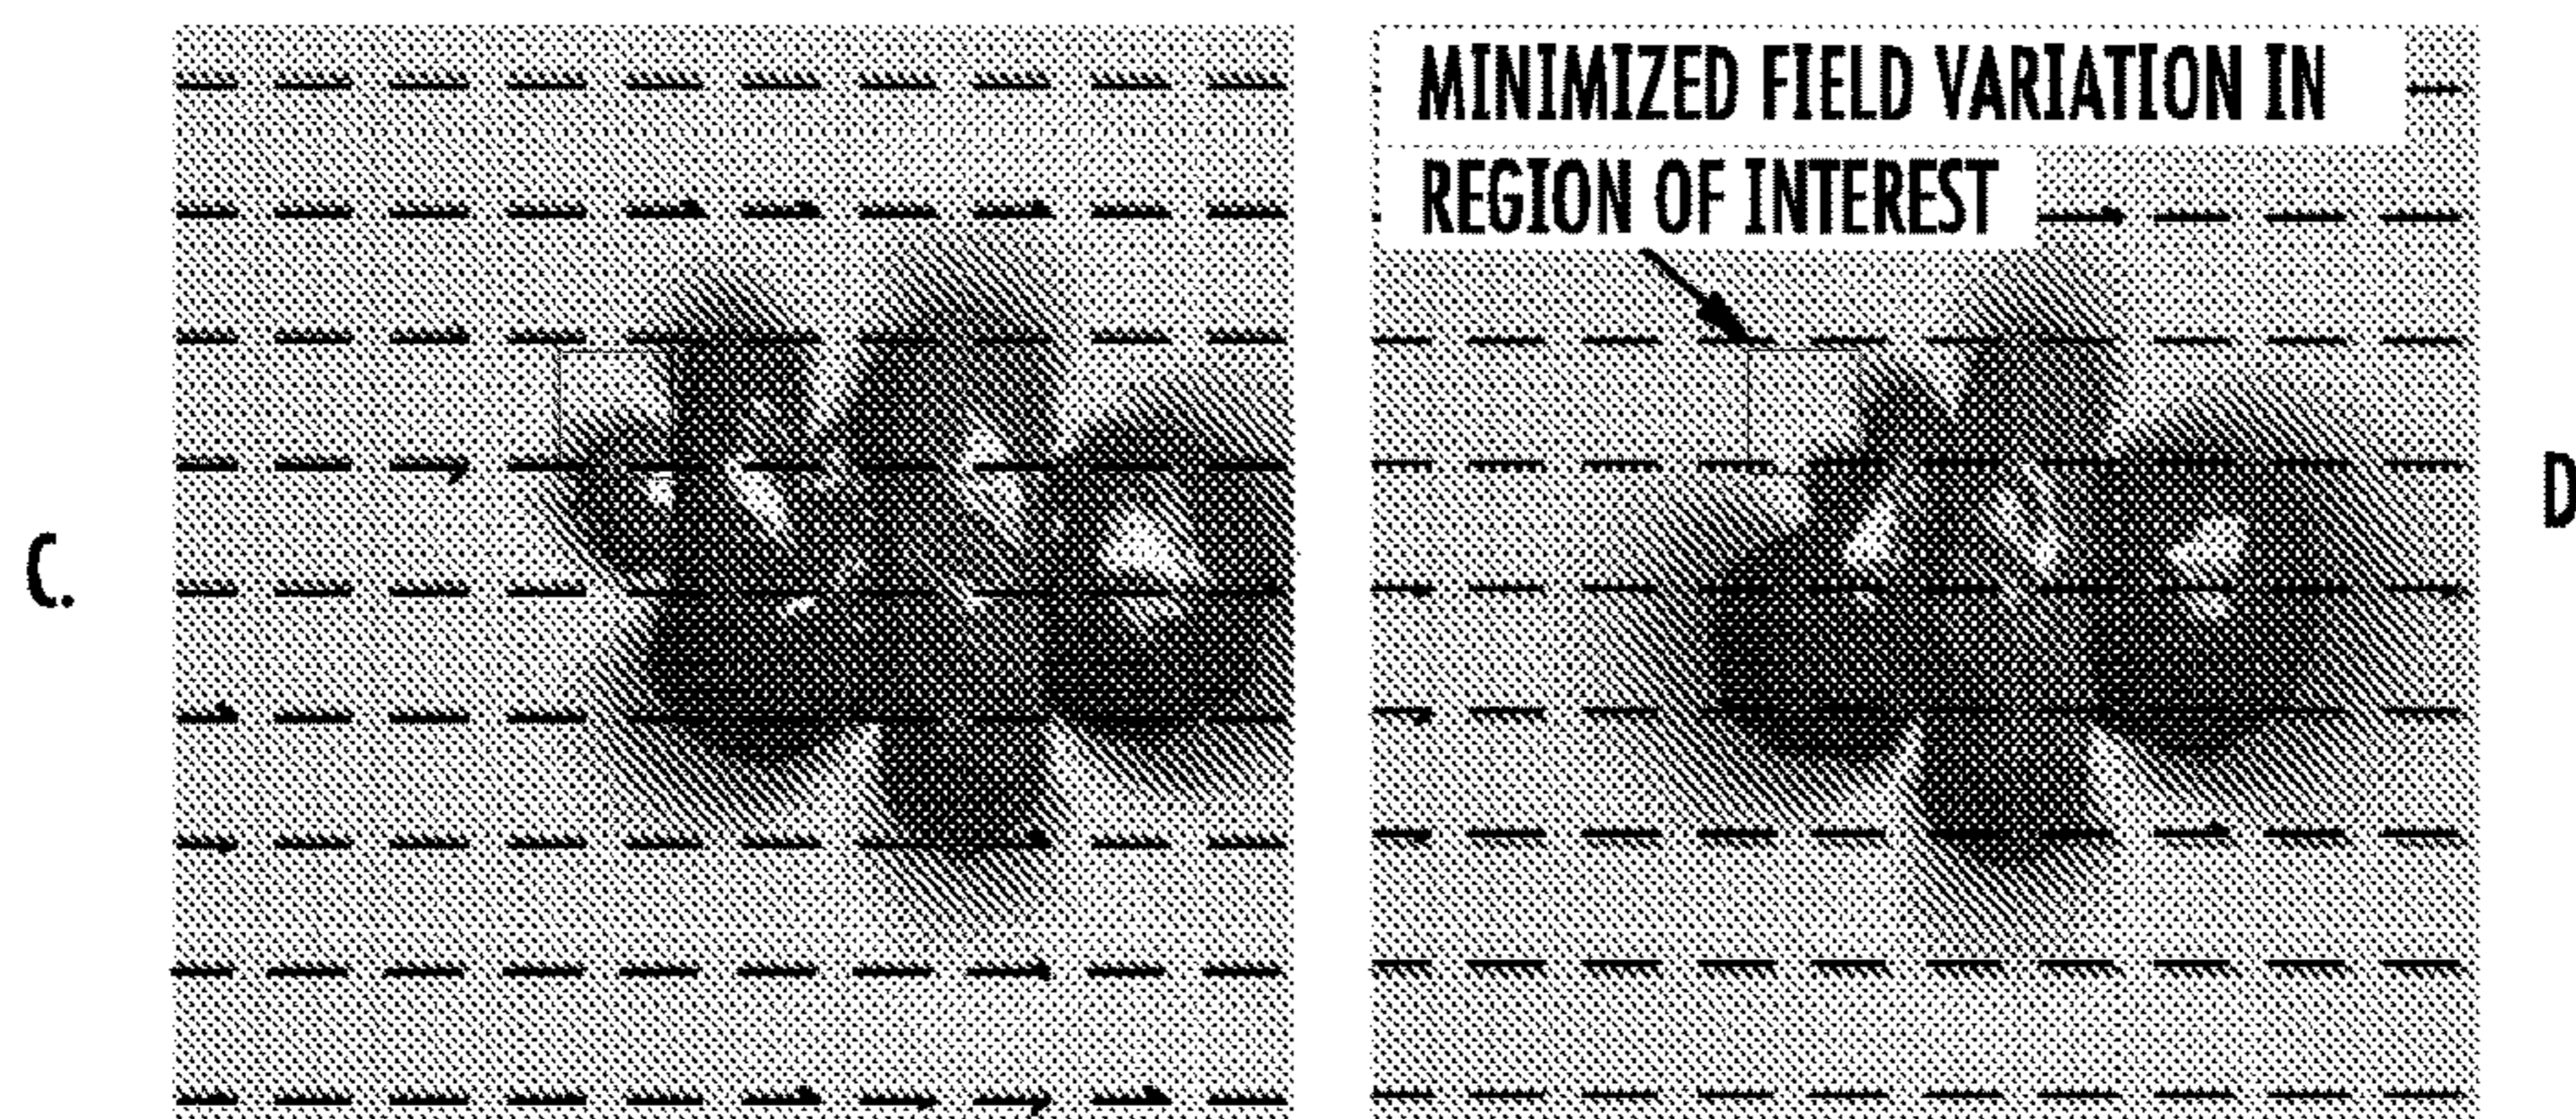 MINIMIZED FIELD VARIATION IN
REGION OF INTEREST
C.
D